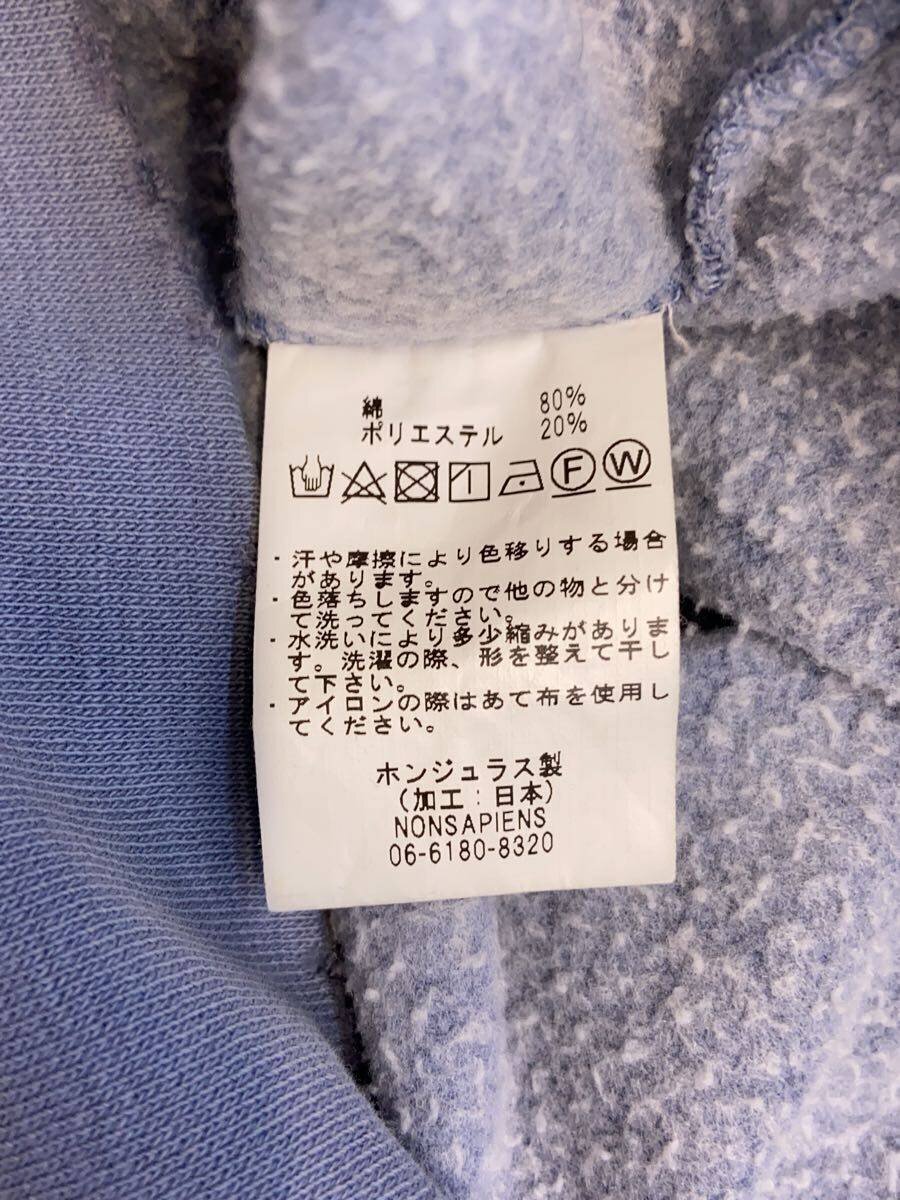 綿 80%
ポリエステル 20%
F W
・汗や摩擦により色移りする場合
があります。
・色落ちしますので他の物と分け
て洗ってください。
・水洗いにより多少縮みがありま
す。洗濯の際、形を整えて干し
て下さい。
・アイロンの際はあて布を使用し
てください。
ホンジュラス製
(加工:日本)
NONSAPIENS
06-6180-8320